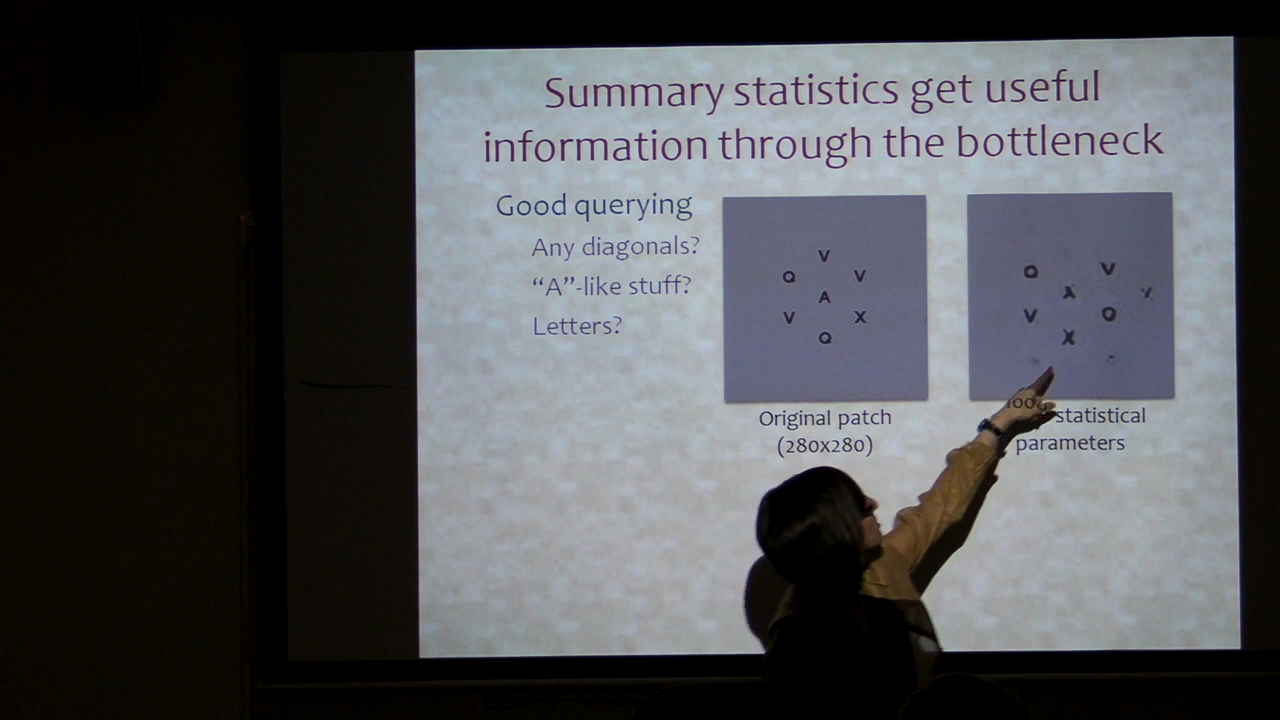 Summary statistics get useful
information through the bottleneck
Good querying
Any diagonals?
"A"-like stuff?
Letters?
V
Q V
A
V X
Q
Q V
A
V O
X
Original patch
(280x280)
statistical
parameters